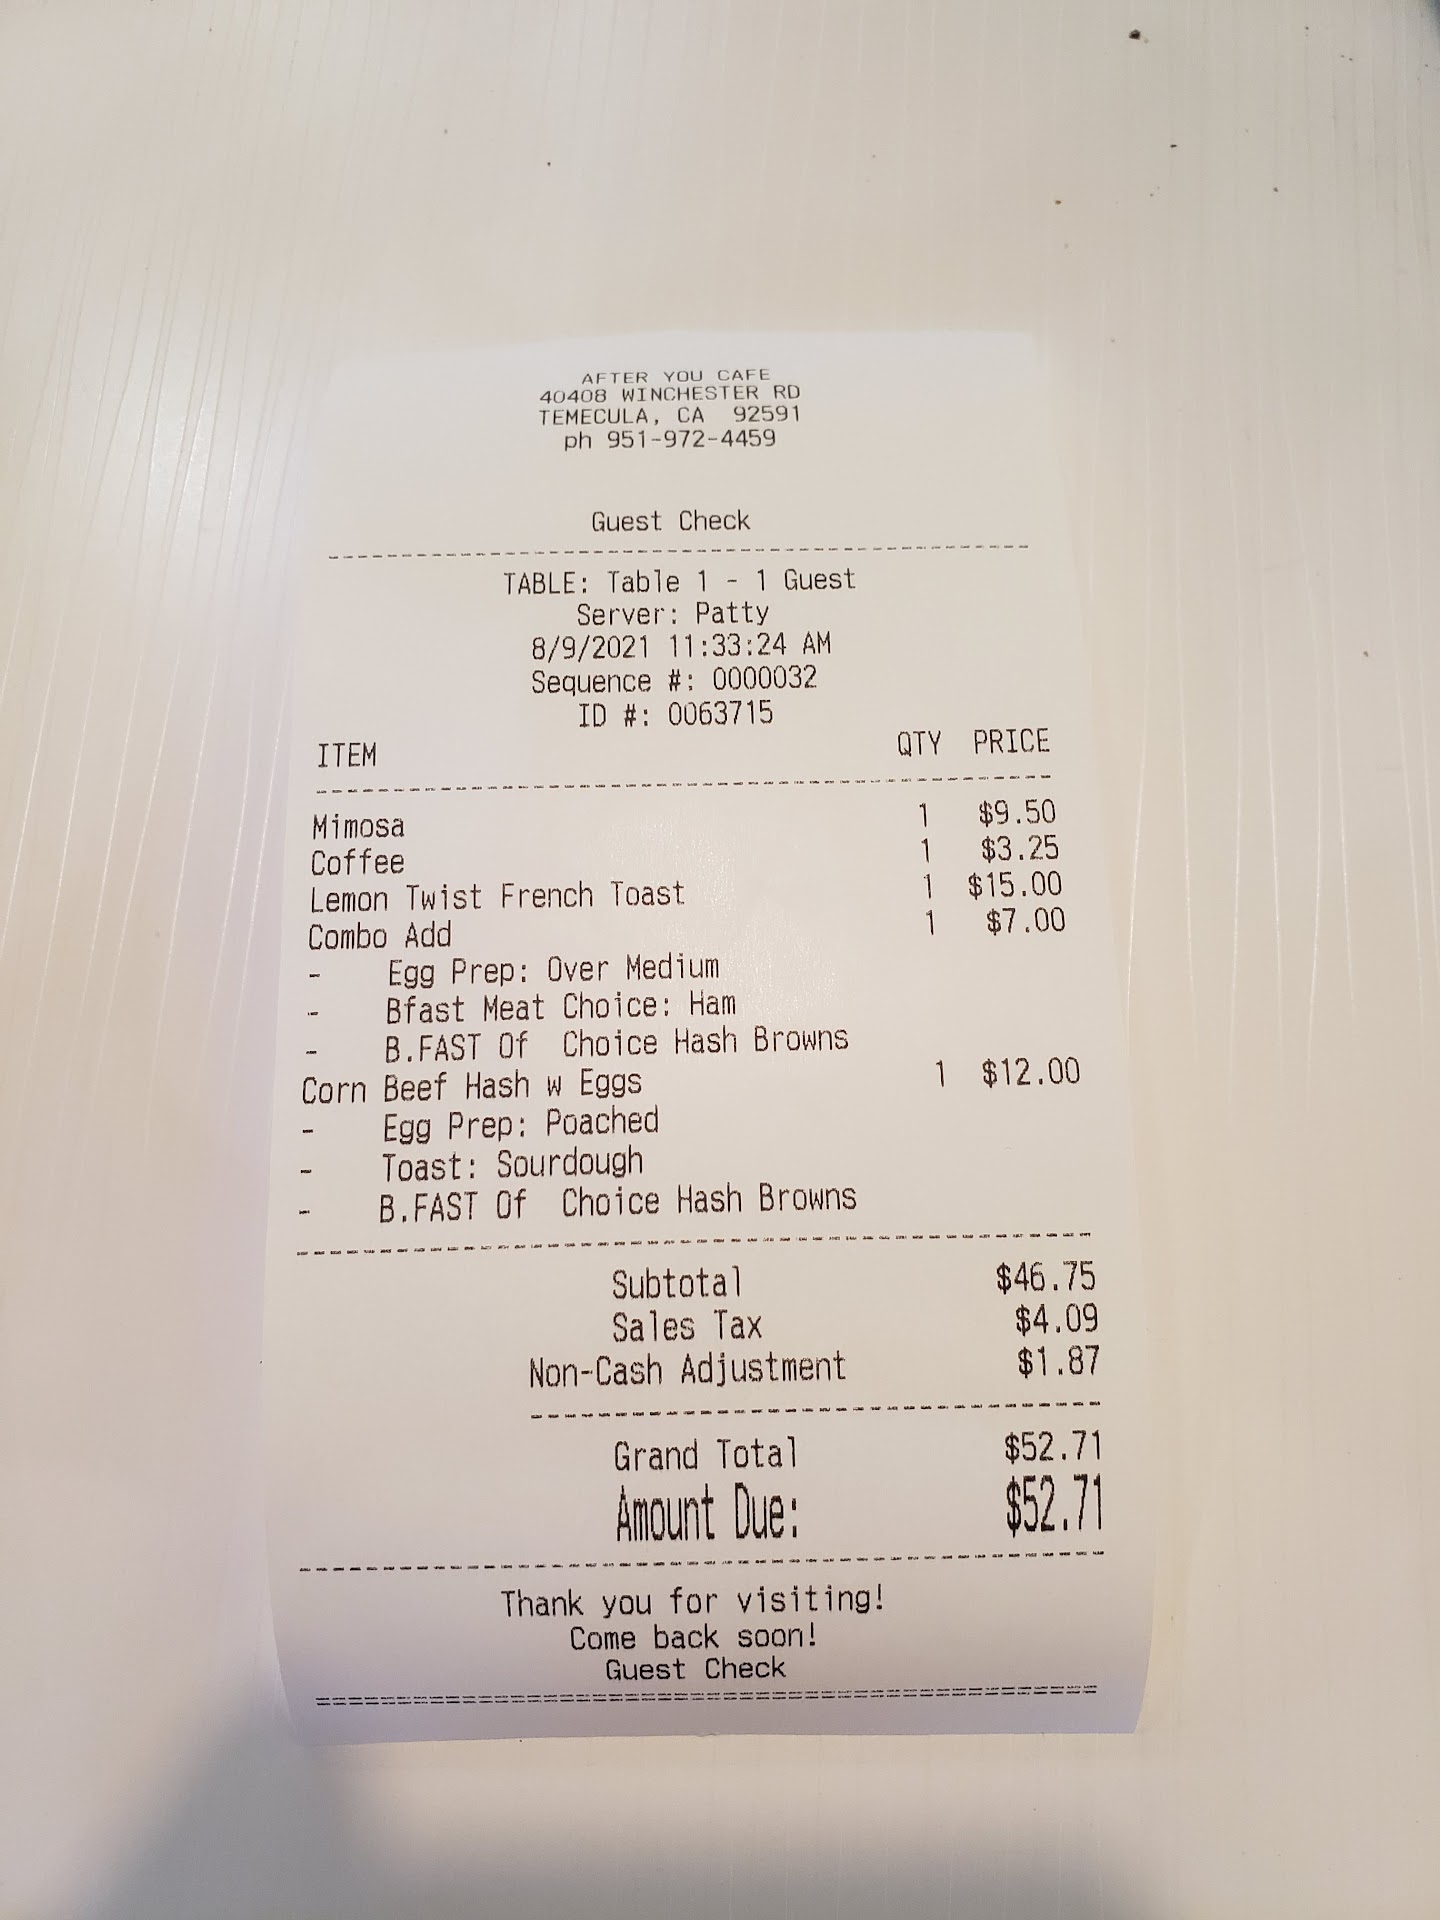 AFTER YOU CAFE
40408 WINCHESTER RD
TEMECULA, CA 92591
ph 951-972-4459
Guest Check
TABLE: Table 1 - 1 Guest
Server: Patty
8/9/2021 11:33:24 AM
Sequence #: 0000032
ID #: 0063715
ITEM QTY PRICE
Mimosa 1 $9.50
Coffee 1 $3.25
Lemon Twist French Toast 1 $15.00
Combo Add 1 $7.00
- Egg Prep: Over Medium
- Bfast Meat Choice: Ham
- B.FAST Of Choice Hash Browns
Corn Beef Hash w Eggs 1 $12.00
- Egg Prep: Poached
- Toast: Sourdough
- B.FAST Of Choice Hash Browns
Subtotal $46.75
Sales Tax $4.09
Non-Cash Adjustment $1.87
Grand Total $52.71
Amount Due: $52.71
Thank you for visiting!
Come back soon!
Guest Check